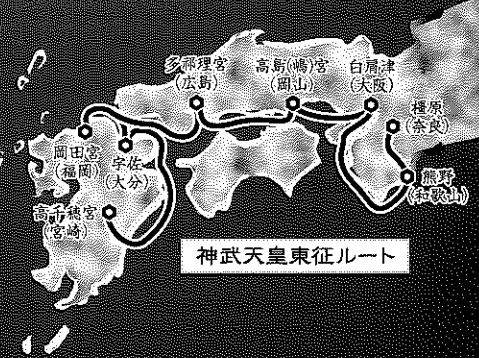 多祁理宮
(広島)
高島(嶋)宮
(岡山)
白肩津
(大阪)
橿原
(奈良)
岡田宮
(福岡)
宇佐
(大分)
熊野
(和歌山)
高千穂宮
(宮崎)
神武天皇東征ルート